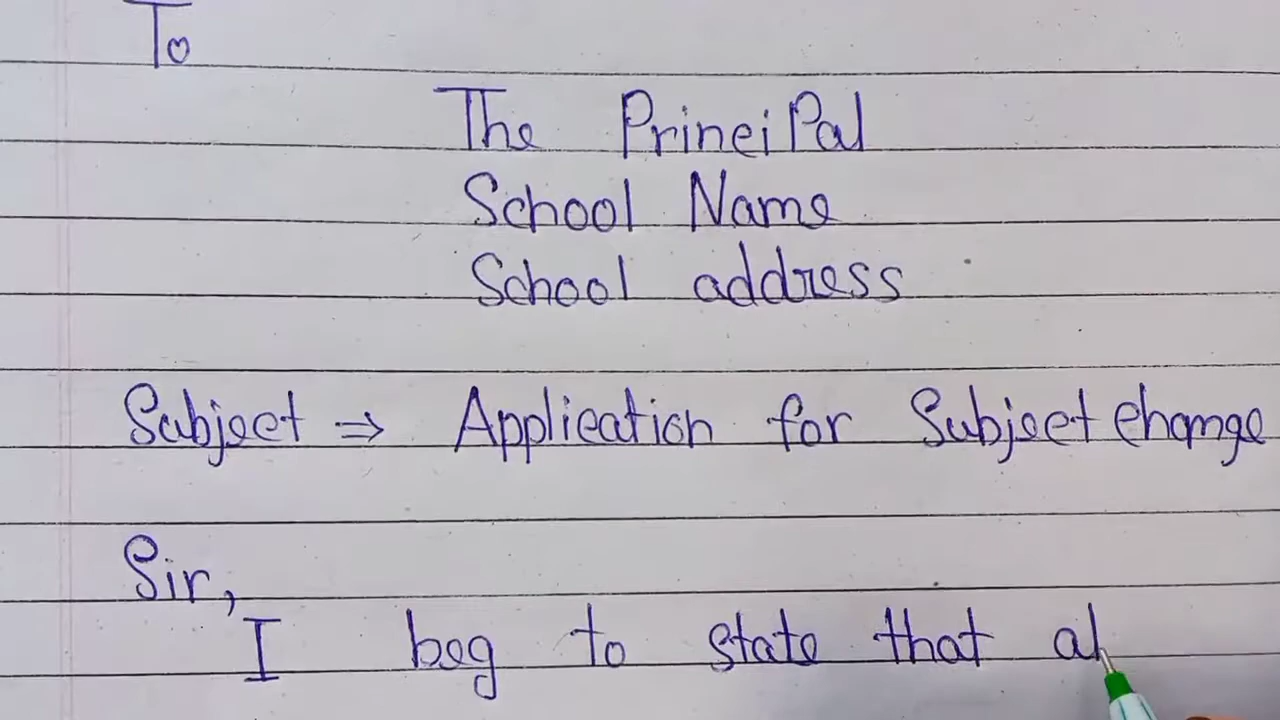 To
The Principal
School Name
School address
Subject ⇒ Application for Subject change
Sir,
I beg to state that